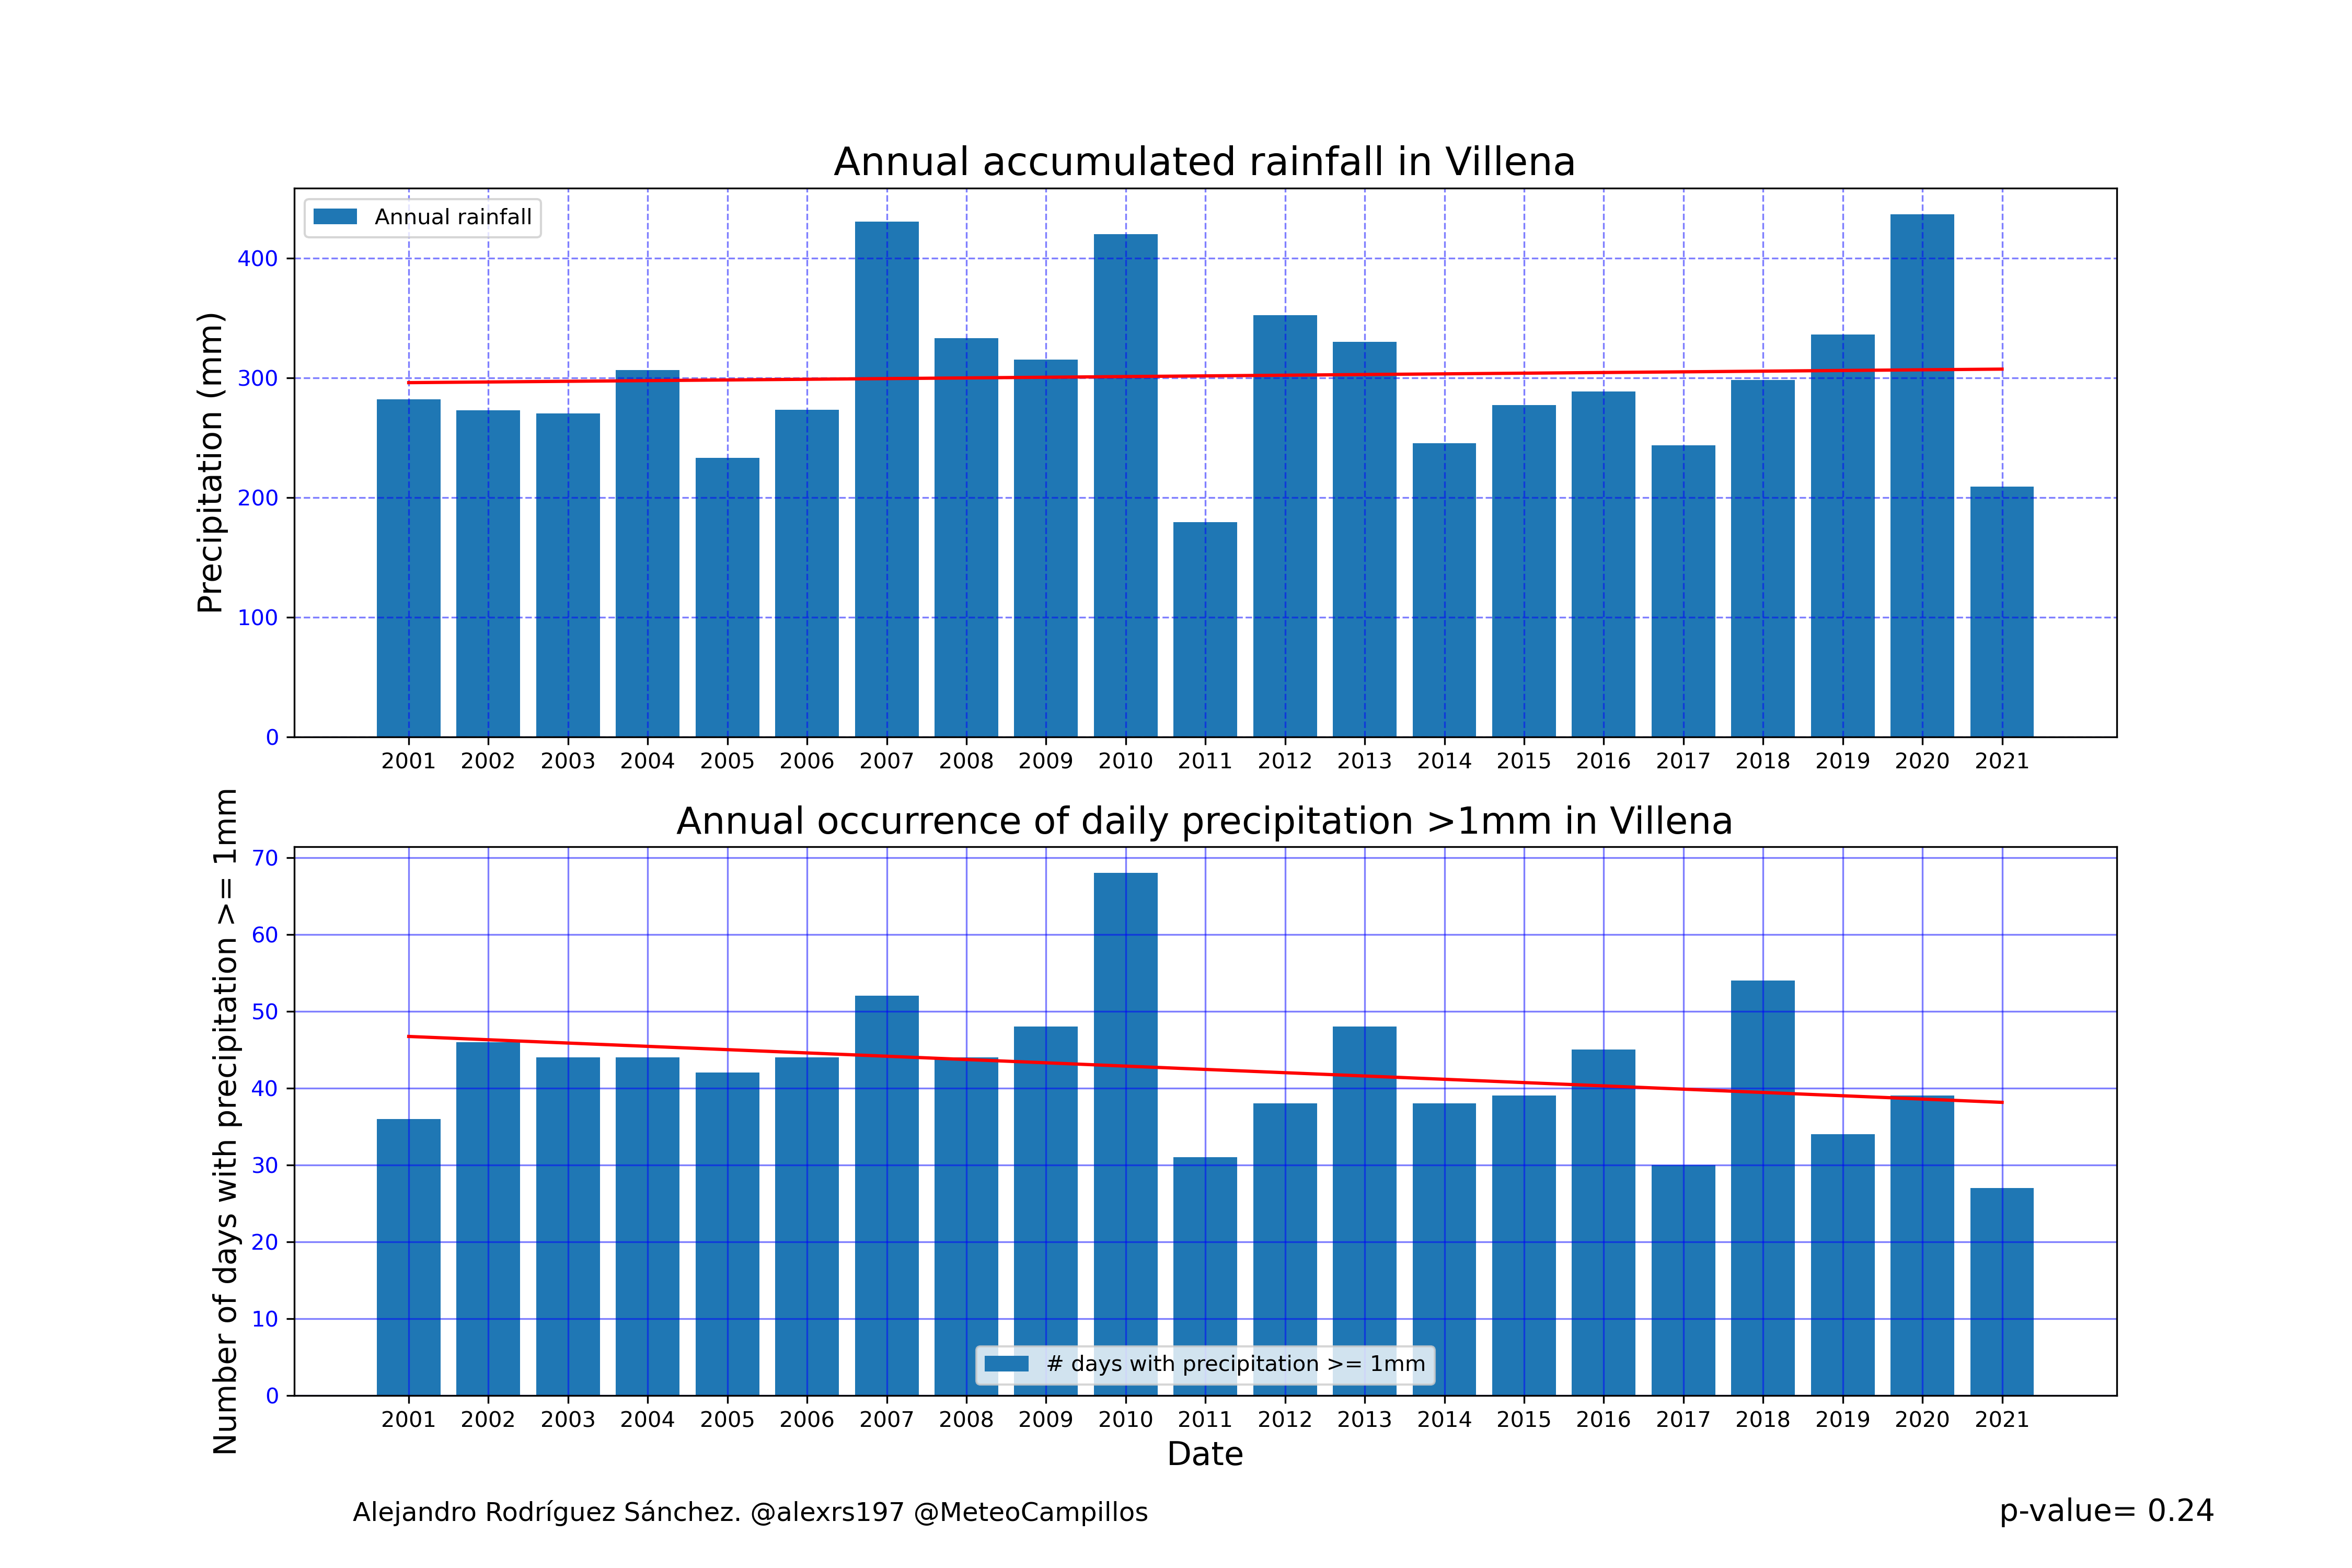 Annual accumulated rainfall in Villena
Annual rainfall
Precipitation (mm)
400
300
200
100
0
2001 2002 2003 2004 2005 2006 2007 2008 2009 2010 2011 2012 2013 2014 2015 2016 2017 2018 2019 2020 2021
Annual occurrence of daily precipitation >1mm in Villena
Number of days with precipitation >= 1mm
70
60
50
40
30
20
10
0
# days with precipitation >= 1mm
2001 2002 2003 2004 2005 2006 2007 2008 2009 2010 2011 2012 2013 2014 2015 2016 2017 2018 2019 2020 2021
Date
Alejandro Rodríguez Sánchez. @alexrs197 @MeteoCampillos
p-value= 0.24